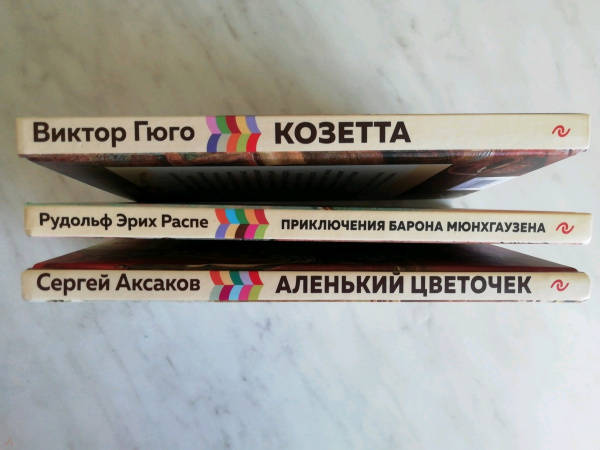 Виктор Гюго КОЗЕТТА
Рудольф Эрих Распе ПРИКЛЮЧЕНИЯ БАРОНА МЮНХГАУЗЕНА
Сергей Аксаков АЛЕНЬКИЙ ЦВЕТОЧЕК